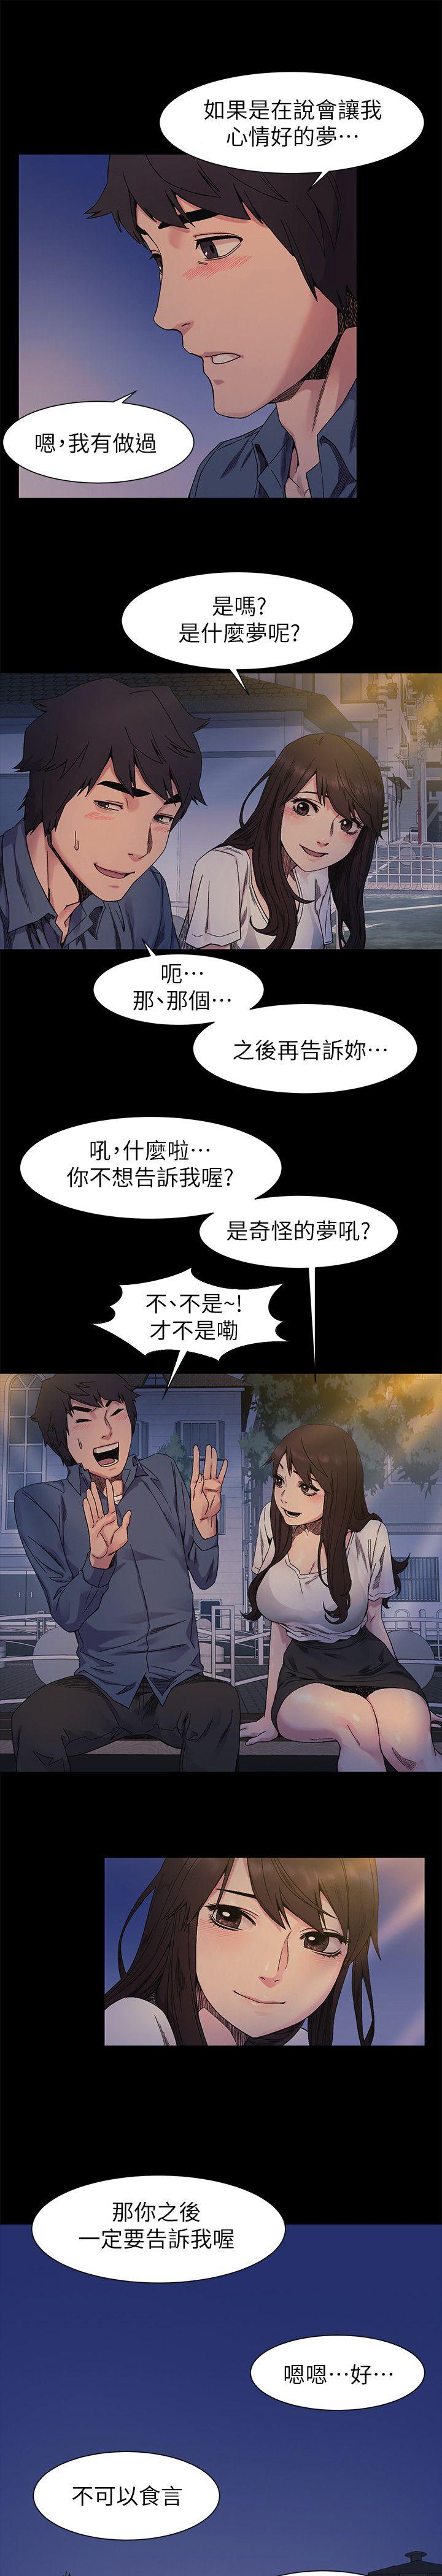 如果是在說會讓我
心情好的夢…
嗯,我有做過
是嗎?
是什麼夢呢?
呃…
那、那個…
之後再告訴妳…
吼,什麼啦…
你不想告訴我喔?
是奇怪的夢吼?
不、不是~!
才不是嘞
那你之後
一定要告訴我喔
嗯嗯…好…
不可以食言